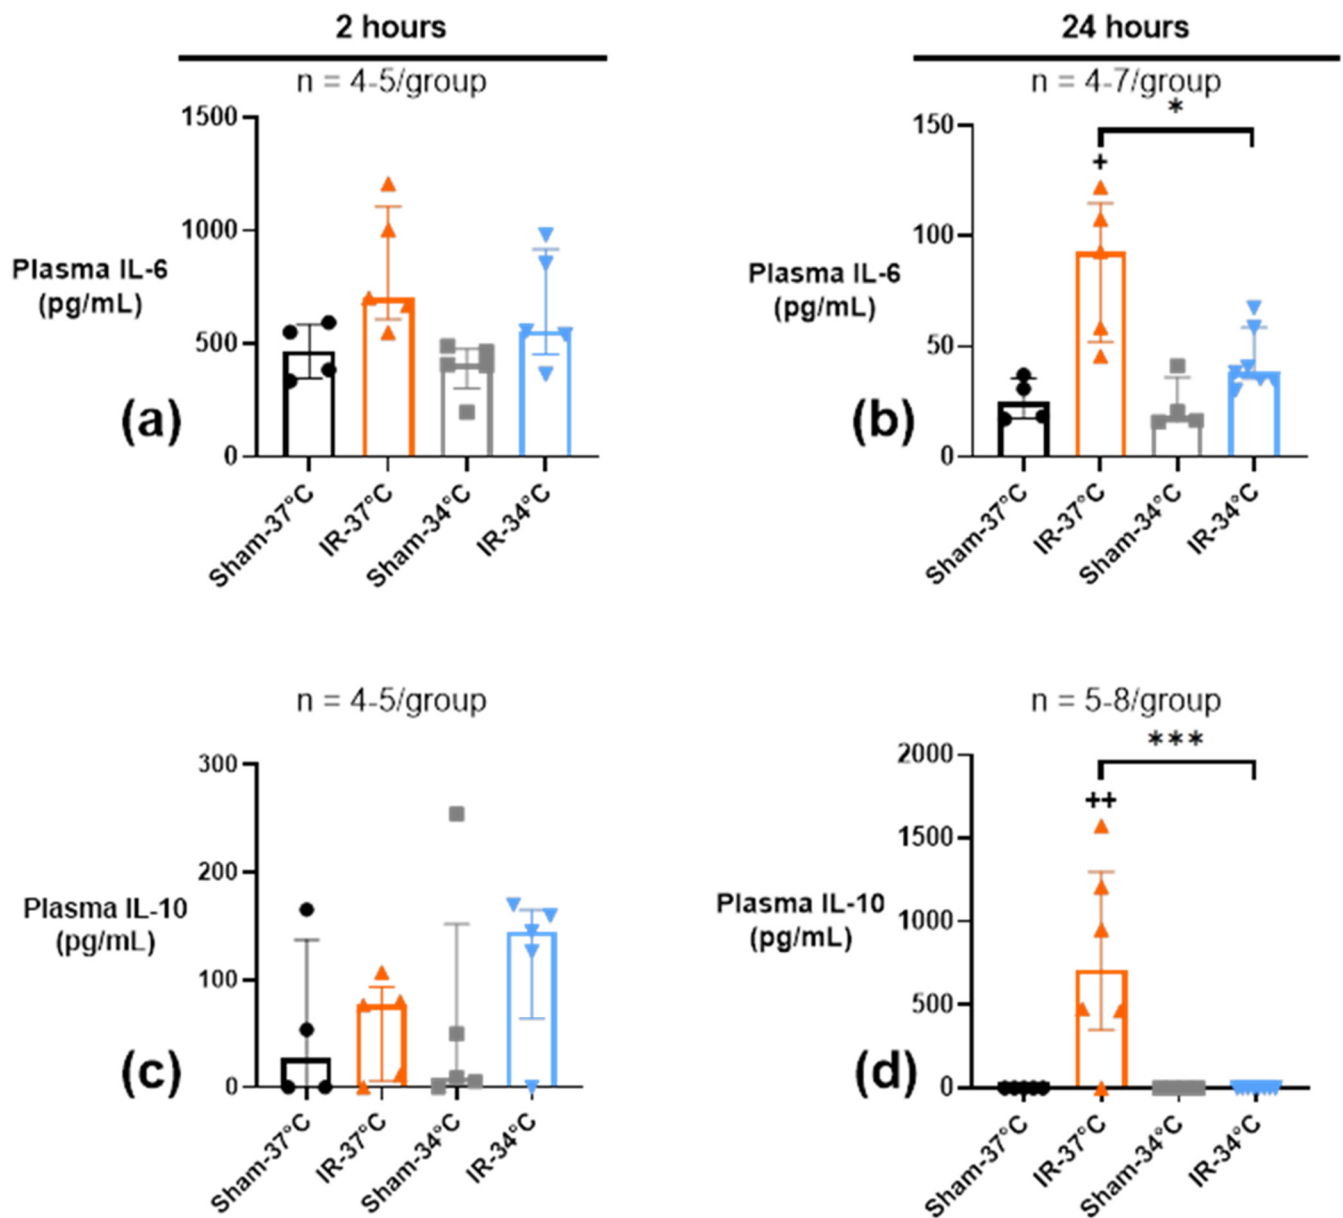 2 hours
24 hours
n = 4-5/group
n = 4-7/group
*
1500
1000
500
0
Plasma IL-6
(pg/mL)
(a)
Sham-37°C
IR-37°C
Sham-34°C
IR-34°C
150
100
50
0
+
Plasma IL-6
(pg/mL)
(b)
Sham-37°C
IR-37°C
Sham-34°C
IR-34°C
n = 4-5/group
300
200
100
0
Plasma IL-10
(pg/mL)
(c)
Sham-37°C
IR-37°C
Sham-34°C
IR-34°C
n = 5-8/group
***
++
2000
1500
1000
500
0
Plasma IL-10
(pg/mL)
(d)
Sham-37°C
IR-37°C
Sham-34°C
IR-34°C